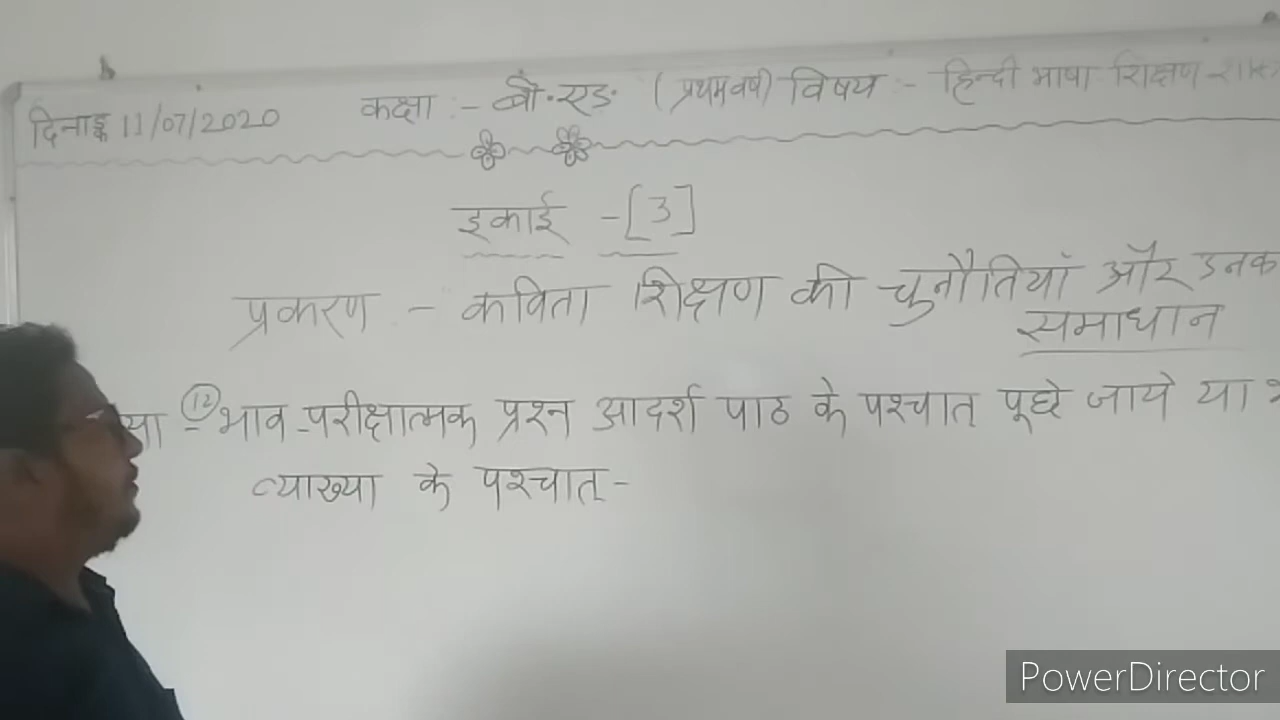 दिनाङ्क 11/07/2020 कक्षा :- बी.एड. (प्रथमवर्ष) विषय :- हिन्दी भाषा शिक्षण
इकाई -[3]
प्रकरण :- कविता शिक्षण की चुनौतियां और उनक
समाधान
या (12) भाव-परीक्षात्मक प्रश्न आदर्श पाठ के पश्चात् पूछे जाये या
व्याख्या के पश्चात् -
PowerDirector